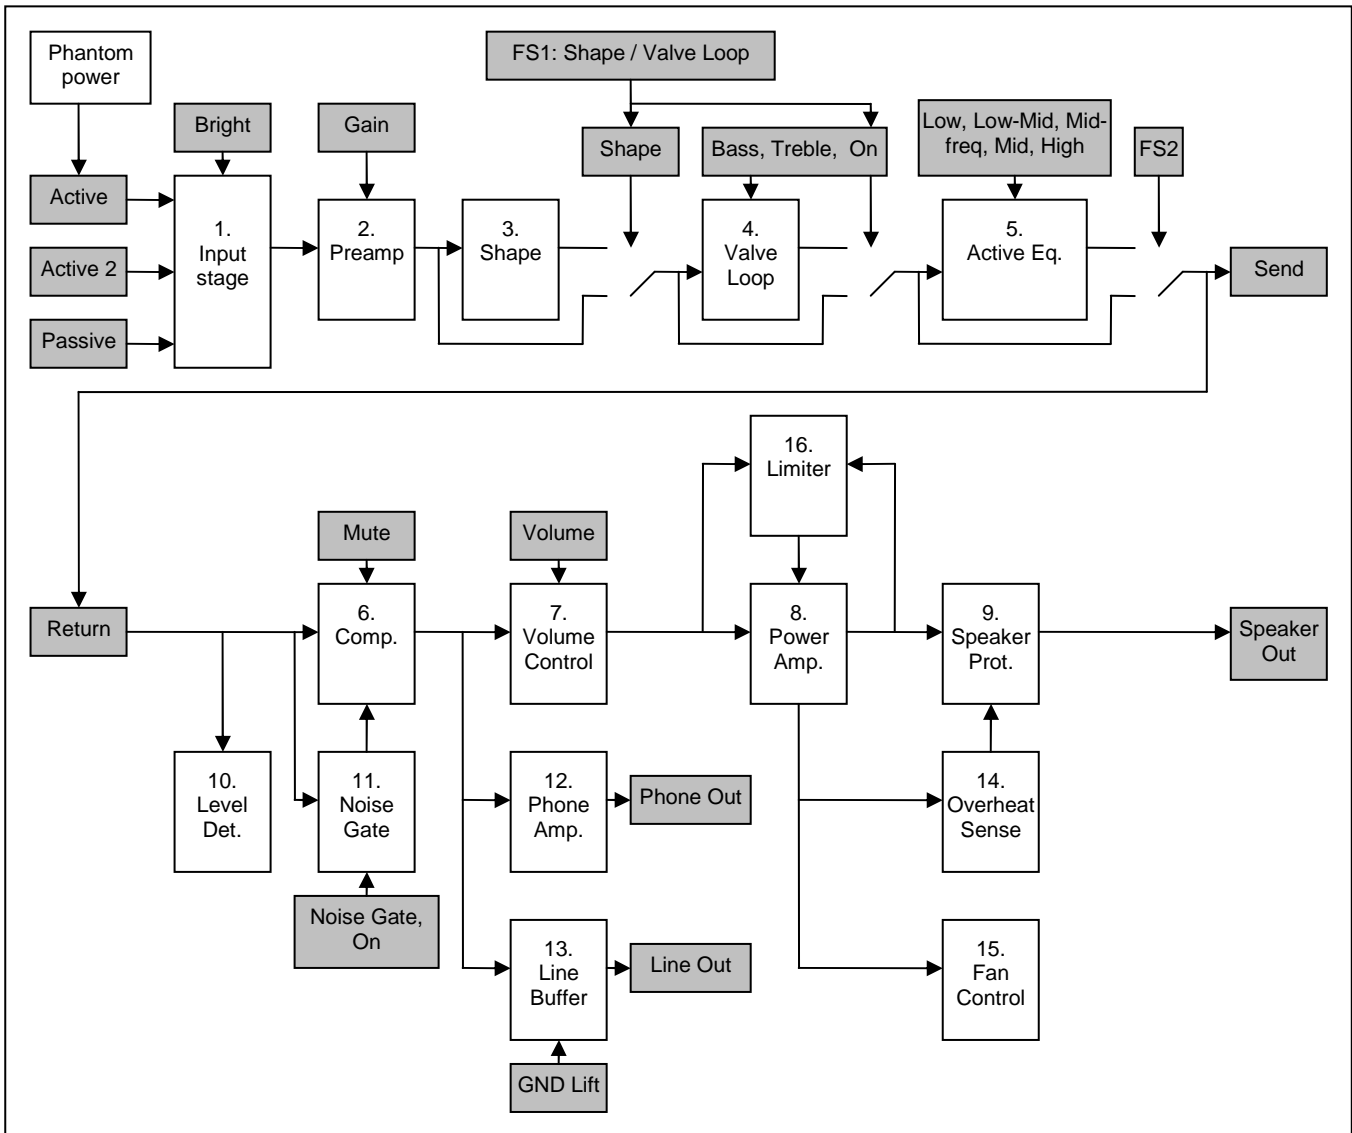 Phantom
power
FS1: Shape / Valve Loop
Bright
Gain
Shape
Bass, Treble,  On
Low, Low-Mid, Mid-
freq, Mid, High
FS2
Active
Active 2
Passive
1.
Input
stage
2.
Preamp
3.
Shape
4.
Valve
Loop
5.
Active Eq.
Send
16.
Limiter
Mute
Volume
Return
6.
Comp.
7.
Volume
Control
8.
Power
Amp.
9.
Speaker
Prot.
Speaker
Out
10.
Level
Det.
11.
Noise
Gate
12.
Phone
Amp.
Phone Out
14.
Overheat
Sense
Noise Gate,
On
13.
Line
Buffer
Line Out
15.
Fan
Control
GND Lift